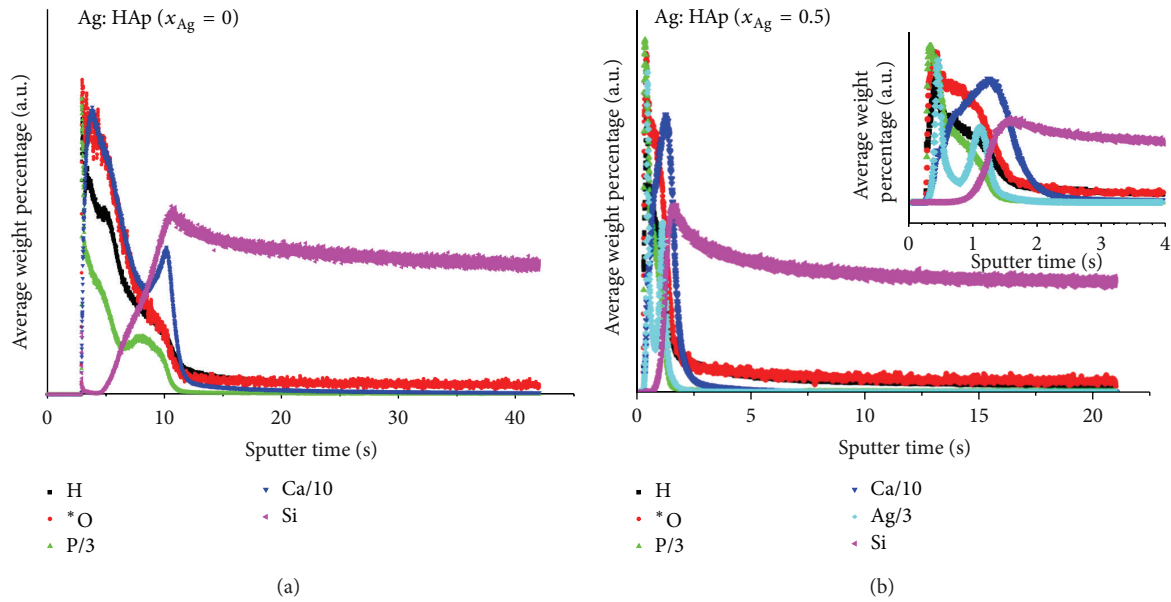 Ag: HAp (xAg = 0)
Average weight percentage (a.u.)
0 10 20 30 40
Sputter time (s)
H
*O
P/3
Ca/10
Si
(a)
Ag: HAp (xAg = 0.5)
Average weight percentage (a.u.)
0 5 10 15 20
Sputter time (s)
Average weight
percentage (a.u.)
0 1 2 3 4
Sputter time (s)
H
*O
P/3
Ca/10
Ag/3
Si
(b)